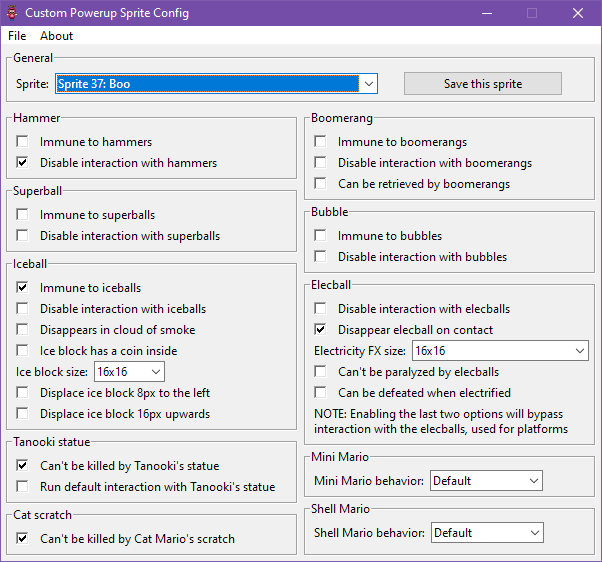 Custom Powerup Sprite Config
File About
General
Sprite: Sprite 37: Boo
Save this sprite
Hammer
Immune to hammers
Disable interaction with hammers
Superball
Immune to superballs
Disable interaction with superballs
Iceball
Immune to iceballs
Disable interaction with iceballs
Disappears in cloud of smoke
Ice block has a coin inside
Ice block size: 16x16
Displace ice block 8px to the left
Displace ice block 16px upwards
Tanooki statue
Can't be killed by Tanooki's statue
Run default interaction with Tanooki's statue
Cat scratch
Can't be killed by Cat Mario's scratch
Boomerang
Immune to boomerangs
Disable interaction with boomerangs
Can be retrieved by boomerangs
Bubble
Immune to bubbles
Disable interaction with bubbles
Elecball
Disable interaction with elecballs
Disappear elecball on contact
Electricity FX size: 16x16
Can't be paralyzed by elecballs
Can be defeated when electrified
NOTE: Enabling the last two options will bypass
interaction with the elecballs, used for platforms
Mini Mario
Mini Mario behavior: Default
Shell Mario
Shell Mario behavior: Default